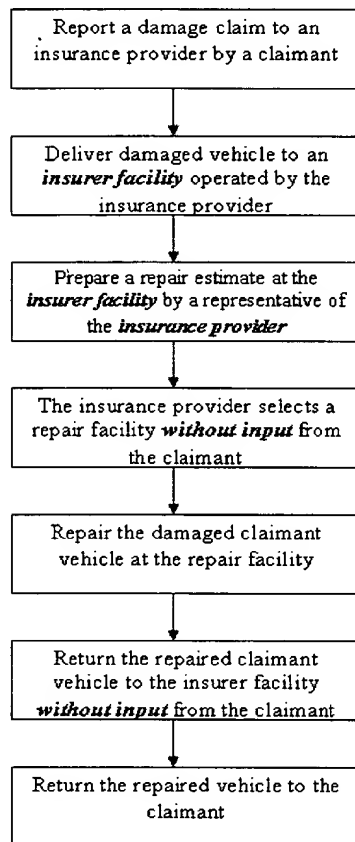 Report a damage claim to an
insurance provider by a claimant
Deliver damaged vehicle to an
insurer facility operated by the
insurance provider
Prepare a repair estimate at the
insurer facility by a representative of
the insurance provider
The insurance provider selects a
repair facility without input from
the claimant
Repair the damaged claimant
vehicle at the repair facility
Return the repaired claimant
vehicle to the insurer facility
without input from the claimant
Return the repaired vehicle to the
claimant